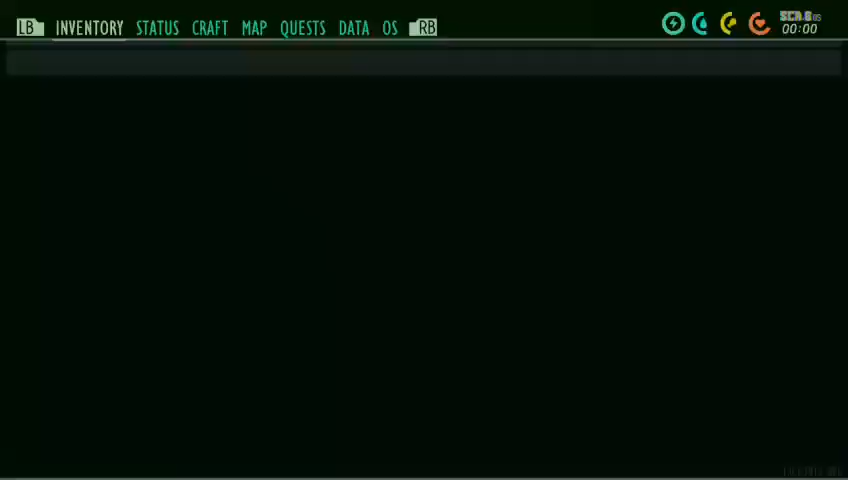 LB INVENTORY STATUS CRAFT MAP QUESTS DATA OS RB
00:00